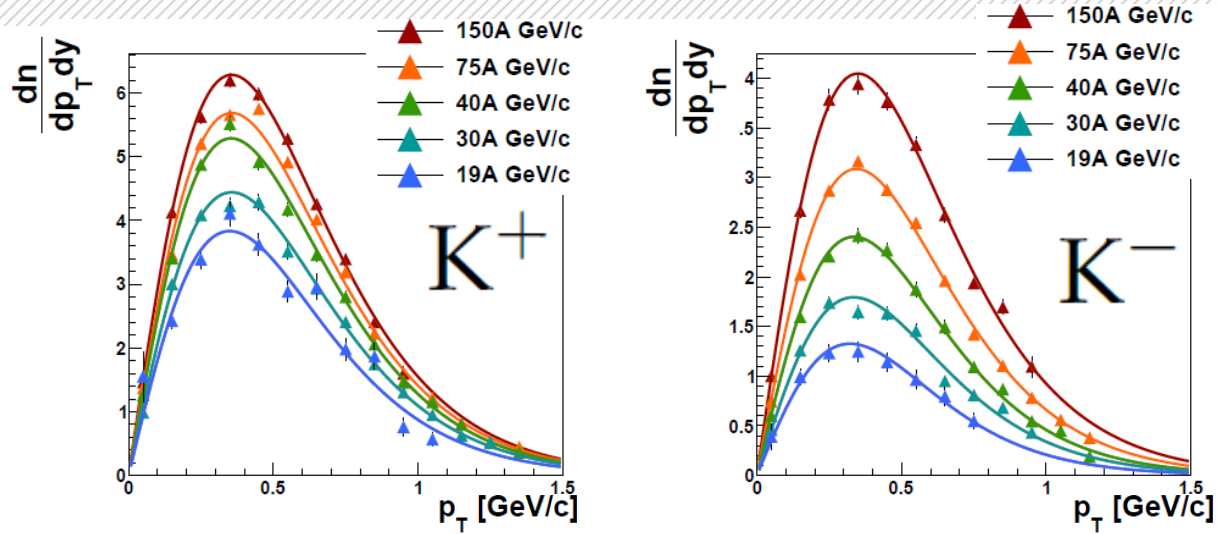 dn
dp_T dy
150A GeV/c
75A GeV/c
40A GeV/c
30A GeV/c
19A GeV/c
K+
6
5
4
3
2
1
0
0
0.5
1
1.5
p_T [GeV/c]
dn
dp_T dy
150A GeV/c
75A GeV/c
40A GeV/c
30A GeV/c
19A GeV/c
K−
4
.5
3
2.5
2
1.5
1
0.5
0
0
0.5
1
1.5
p_T [GeV/c]